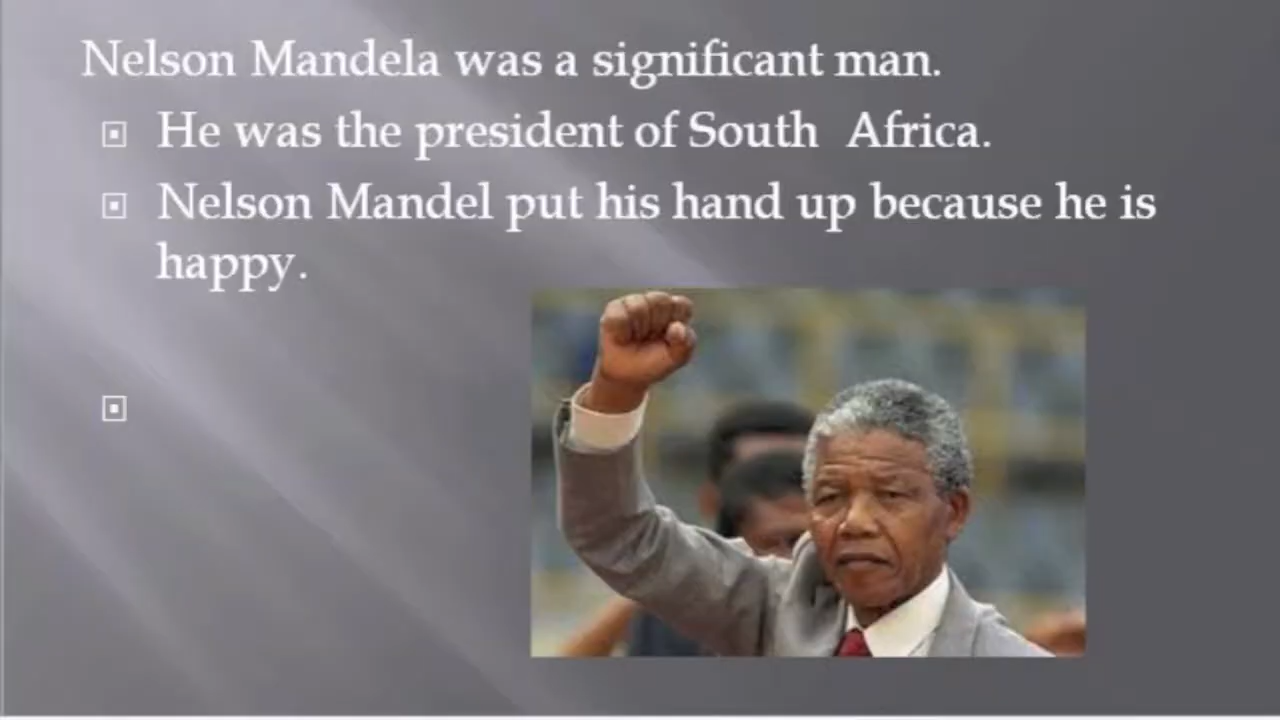 Nelson Mandela was a significant man.
He was the president of South  Africa.
Nelson Mandel put his hand up because he is
happy.